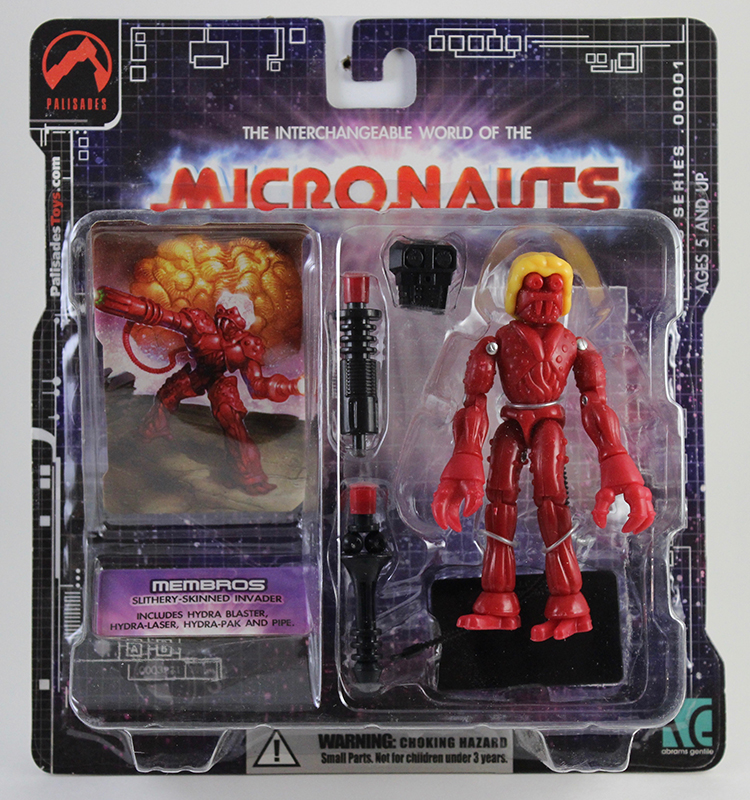 PALISADES
PalisadesToys.com
THE INTERCHANGEABLE WORLD OF THE
MICRONAUTS
SERIES .00001
AGES 5 AND UP
MEMBROS
SLITHERY-SKINNED INVADER
INCLUDES HYDRA BLASTER,
HYDRA-LASER, HYDRA-PAK AND PIPE.
A B
WARNING: CHOKING HAZARD
Small Parts. Not for children under 3 years.
abrams gentile